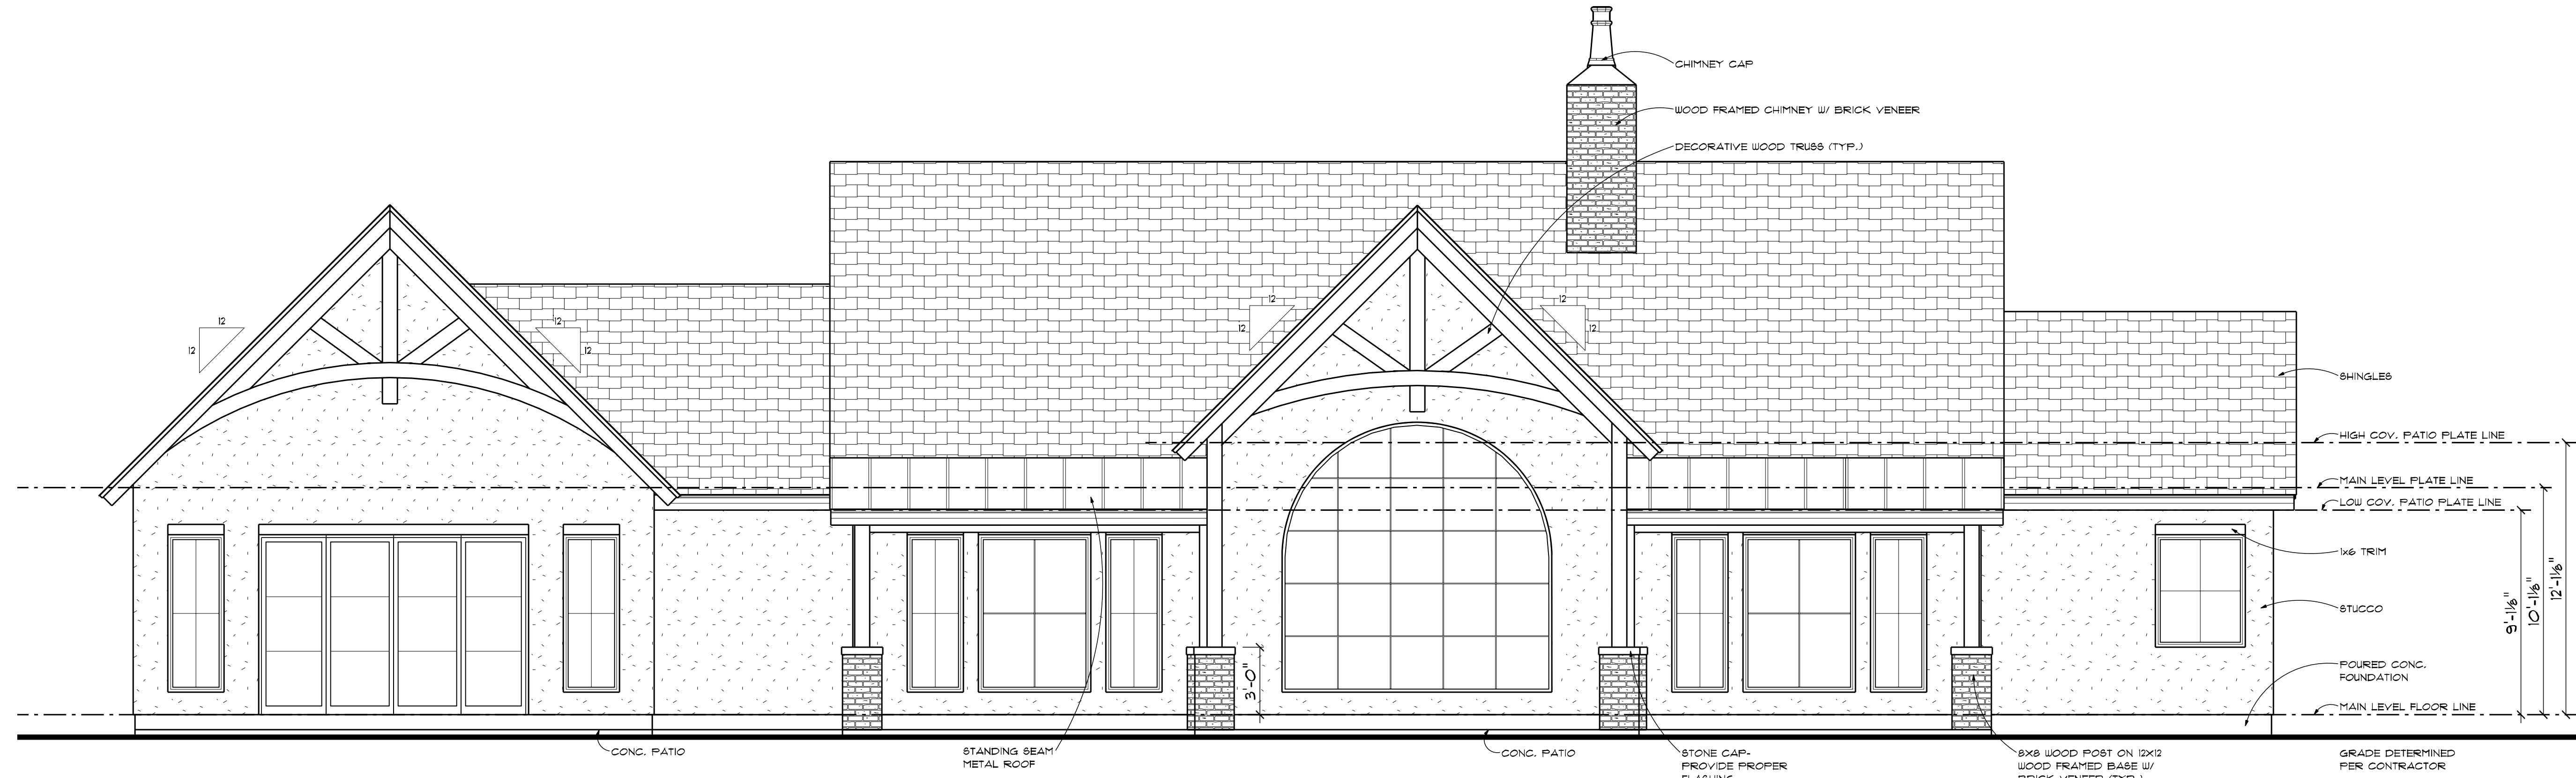 CHIMNEY CAP
WOOD FRAMED CHIMNEY W/ BRICK VENEER
DECORATIVE WOOD TRUSS (TYP.)
12
12
12
12
12
12
12
12
SHINGLES
HIGH COV. PATIO PLATE LINE
MAIN LEVEL PLATE LINE
LOW COV. PATIO PLATE LINE
1x6 TRIM
STUCCO
9'-1⅛"
10'-1⅛"
12'-1⅛"
3'-0"
POURED CONC.
FOUNDATION
MAIN LEVEL FLOOR LINE
CONC. PATIO
STANDING SEAM
METAL ROOF
CONC. PATIO
STONE CAP-
PROVIDE PROPER
FLASHING
8X8 WOOD POST ON 12X12
WOOD FRAMED BASE W/
BRICK VENEER (TYP.)
GRADE DETERMINED
PER CONTRACTOR